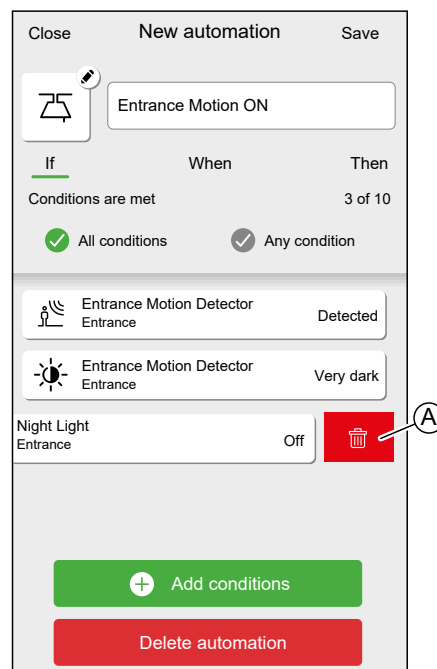 Close New automation Save
Entrance Motion ON
If When Then
Conditions are met 3 of 10
All conditions Any condition
Entrance Motion Detector
Entrance
Detected
Entrance Motion Detector
Entrance
Very dark
Night Light
Entrance
Off
A
Add conditions
Delete automation